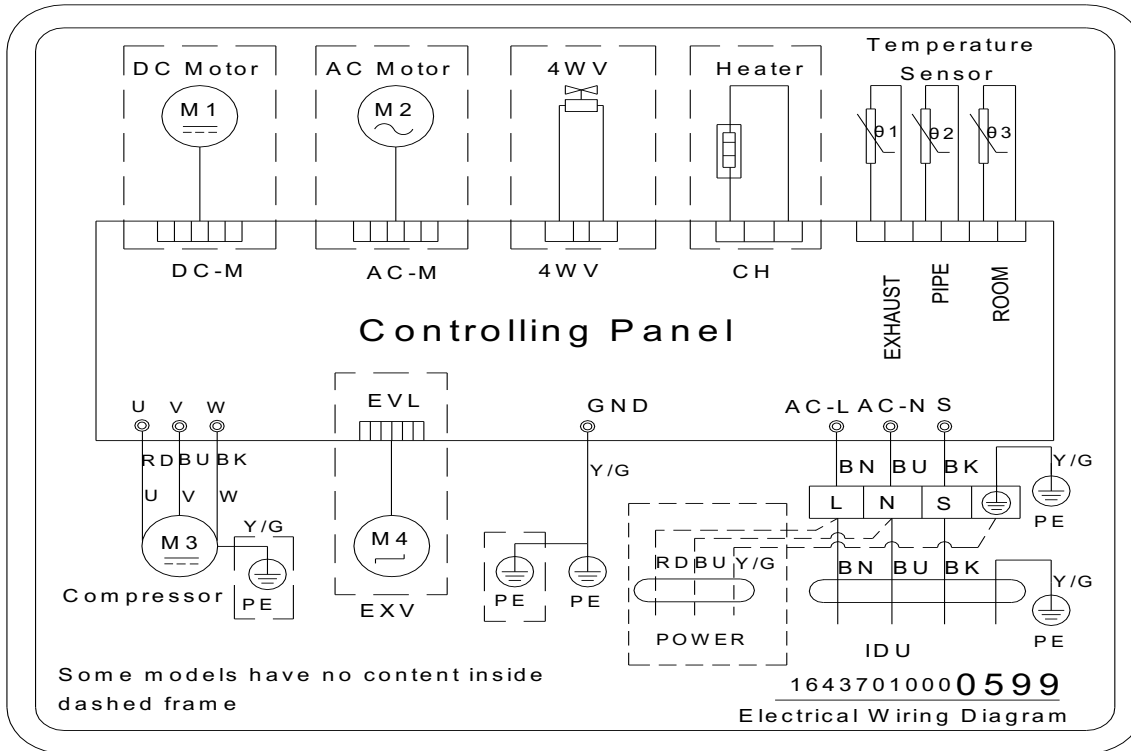 DC Motor
AC Motor
4WV
Heater
Temperature
Sensor
M1
M2
θ1
θ2
θ3
DC-M
AC-M
4WV
CH
EXHAUST
PIPE
ROOM
Controlling Panel
U V W
EVL
GND
AC-L AC-N S
RD BU BK
Y/G
BN BU BK
Y/G
U V W
L N S
PE
Y/G
M3
M4
RD BU Y/G
BN BU BK
Y/G
Compressor
PE
EXV
PE
PE
POWER
IDU
PE
Some models have no content inside
dashed frame
16437010000599
Electrical Wiring Diagram